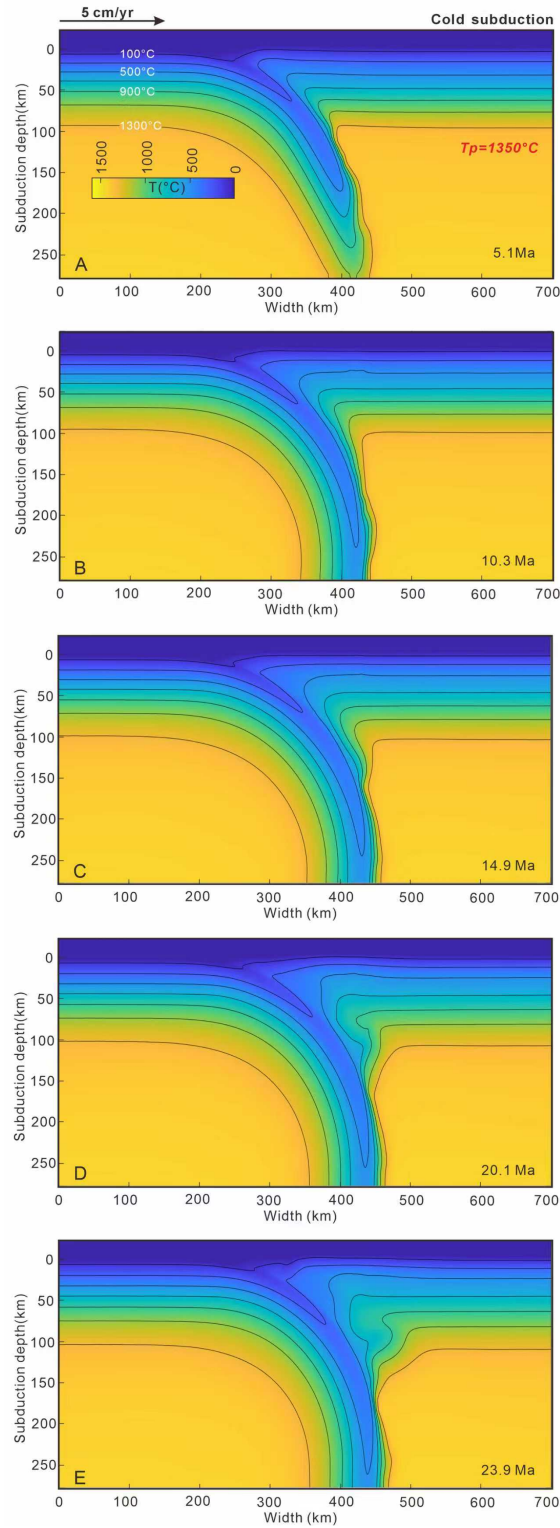 5 cm/yr Cold subduction
0
50
100
150
200
250
Subduction depth(km)
100°C
500°C
900°C
1300°C
1500
1000
500
0
T(°C)
Tp=1350°C
A
5.1Ma
0 100 200 300 400 500 600 700
Width (km)
0
50
100
150
200
250
Subduction depth(km)
B
10.3 Ma
0 100 200 300 400 500 600 700
Width (km)
0
50
100
150
200
250
Subduction depth(km)
C
14.9 Ma
0 100 200 300 400 500 600 700
Width (km)
0
50
100
150
200
250
Subduction depth(km)
D
20.1 Ma
0 100 200 300 400 500 600 700
Width (km)
0
50
100
150
200
250
Subduction depth(km)
E
23.9 Ma
0 100 200 300 400 500 600 700
Width (km)